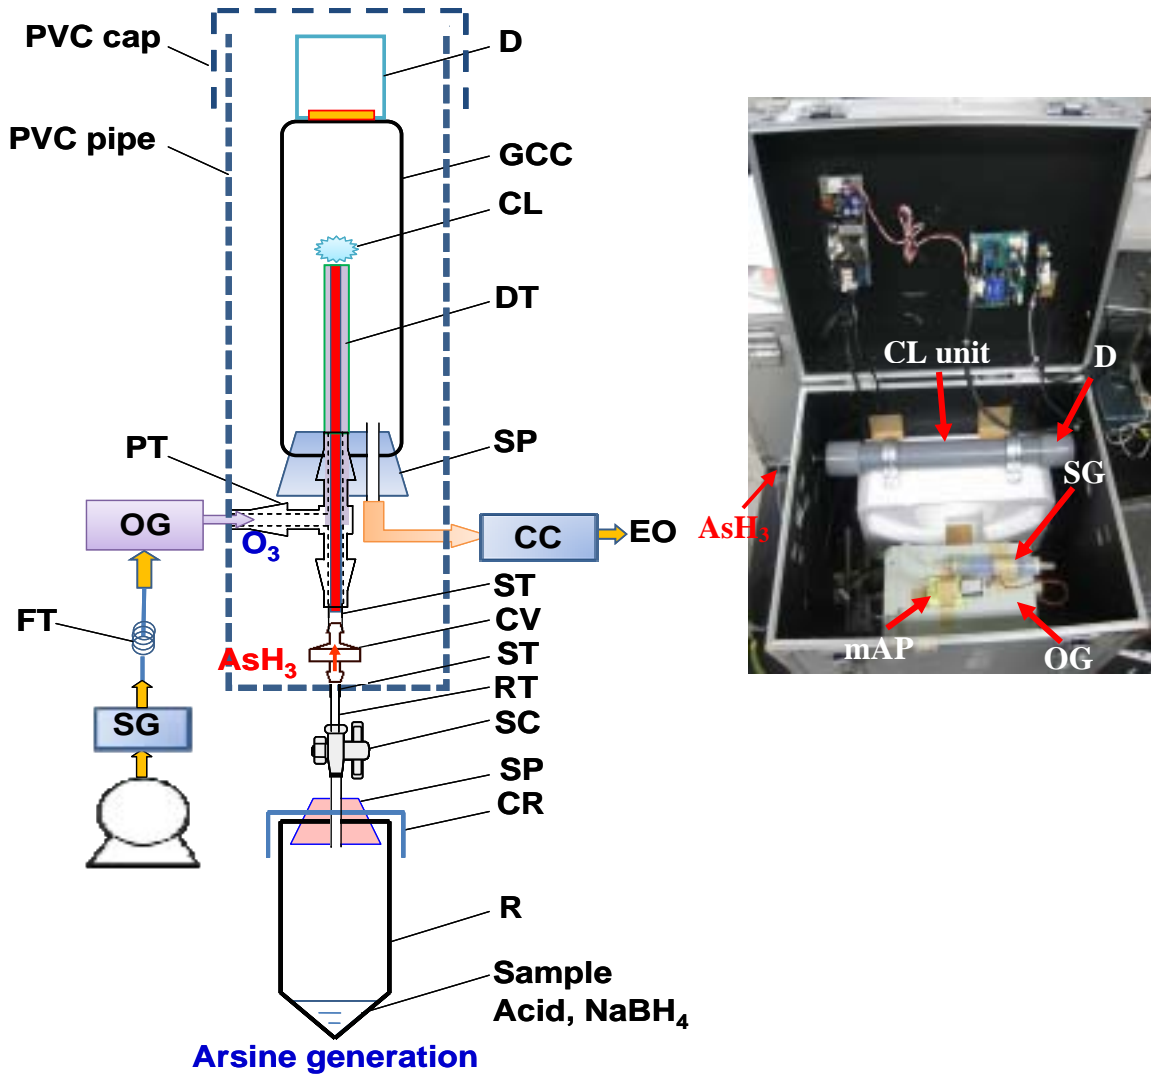 PVC cap
D
PVC pipe
GCC
CL
DT
SP
PT
OG
O₃
CC
EO
ST
CV
FT
AsH₃
ST
RT
SG
SC
SP
CR
R
Sample
Acid, NaBH₄
Arsine generation
CL unit
D
SG
AsH₃
mAP
OG